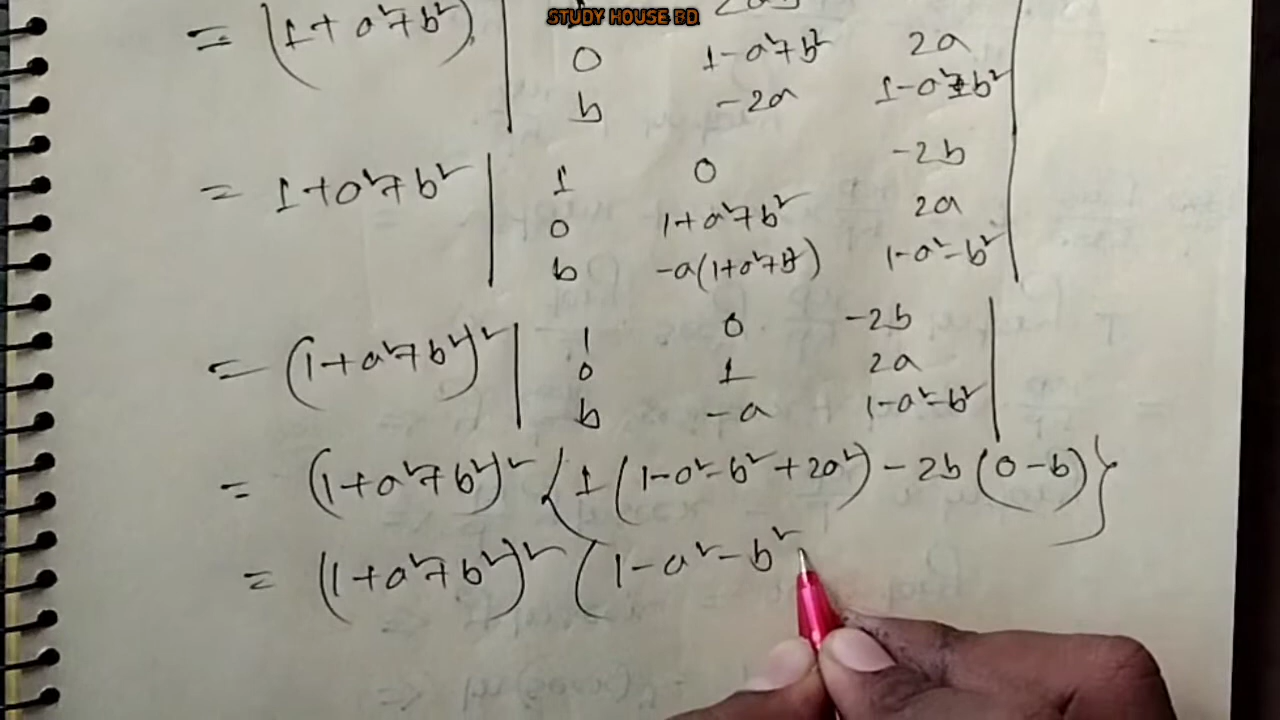 STUDY HOUSE BD
= (1+a²+b²)
0 1-a²+b² 2a
b -2a 1-a²±b²
= 1+a²+b² | 1 0 -2b
0 1+a²+b² 2a
b -a(1+a²+b²) 1-a²-b² |
= (1+a²+b²)² | 1 0 -2b
0 1 2a
b -a 1-a²-b² |
= (1+a²+b²)² {1(1-a²-b²+2a²)-2b(0-b)}
= (1+a²+b²)² (1-a²-b²